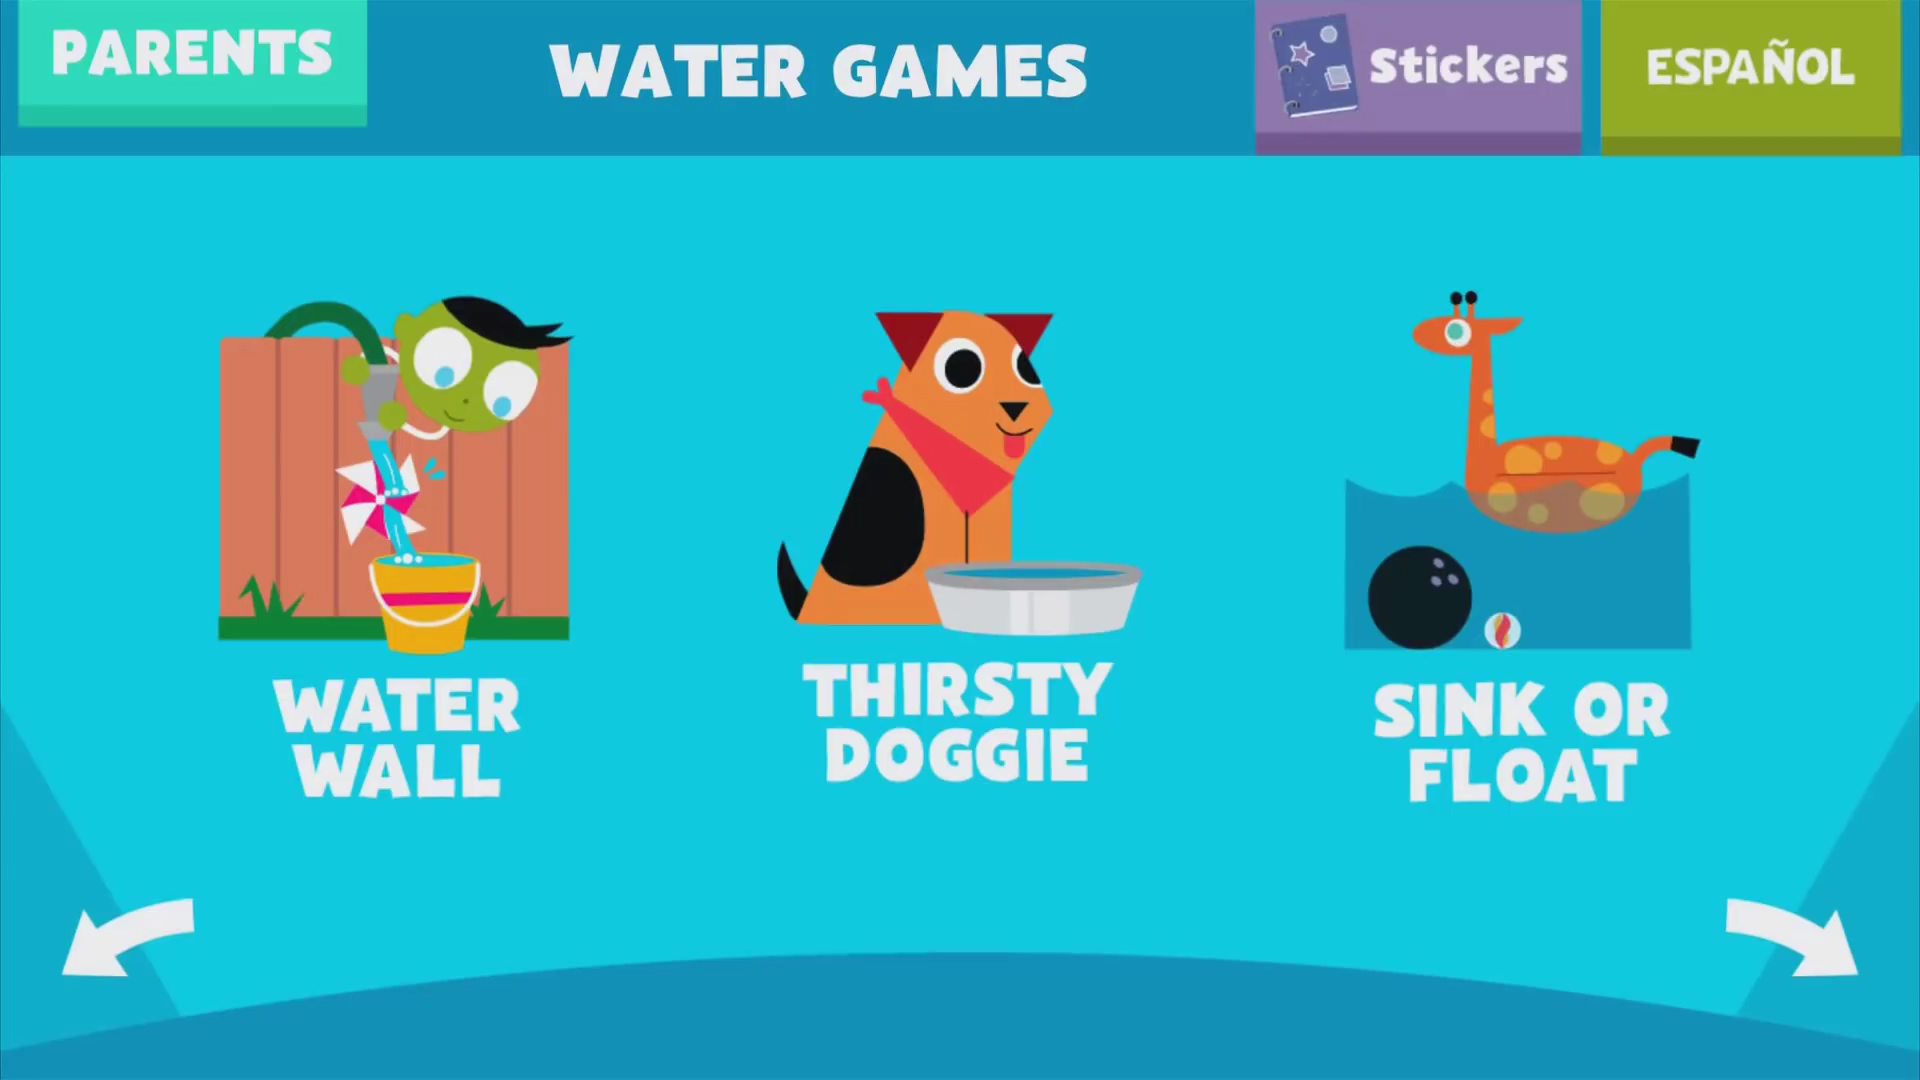 PARENTS
WATER GAMES
Stickers
ESPAÑOL
WATER
WALL
THIRSTY
DOGGIE
SINK OR
FLOAT